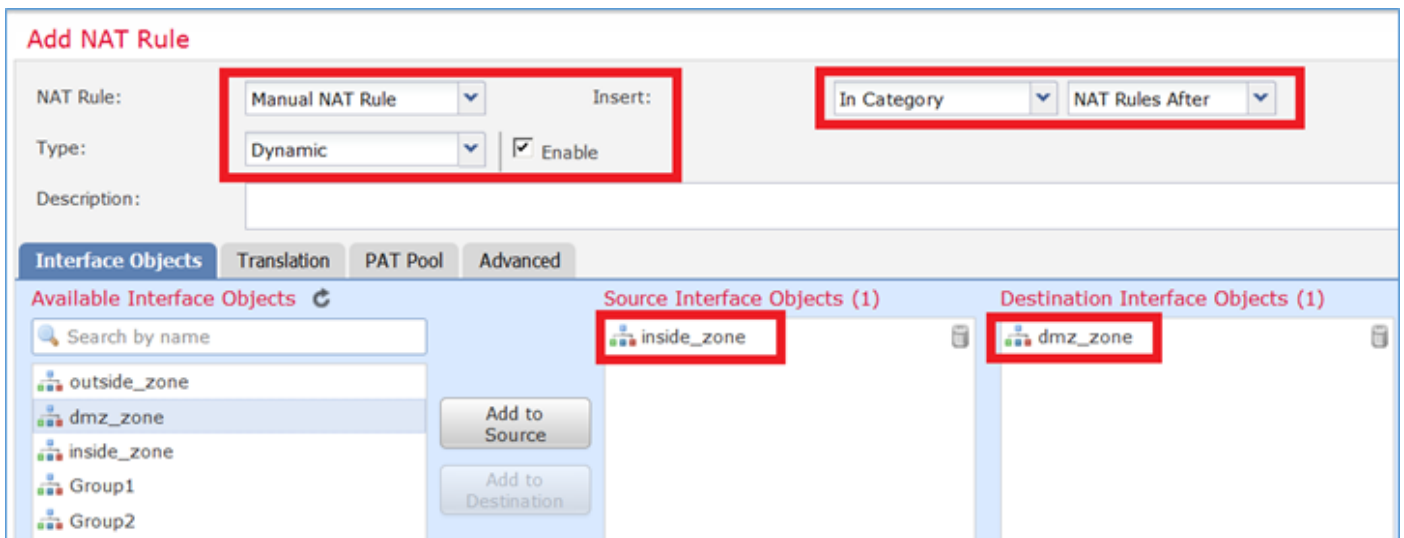 Add NAT Rule
NAT Rule: Manual NAT Rule Insert: In Category NAT Rules After
Type: Dynamic Enable
Description:
Interface Objects Translation PAT Pool Advanced
Available Interface Objects Source Interface Objects (1) Destination Interface Objects (1)
Search by name inside_zone dmz_zone
outside_zone
dmz_zone Add to Source
inside_zone
Group1 Add to Destination
Group2